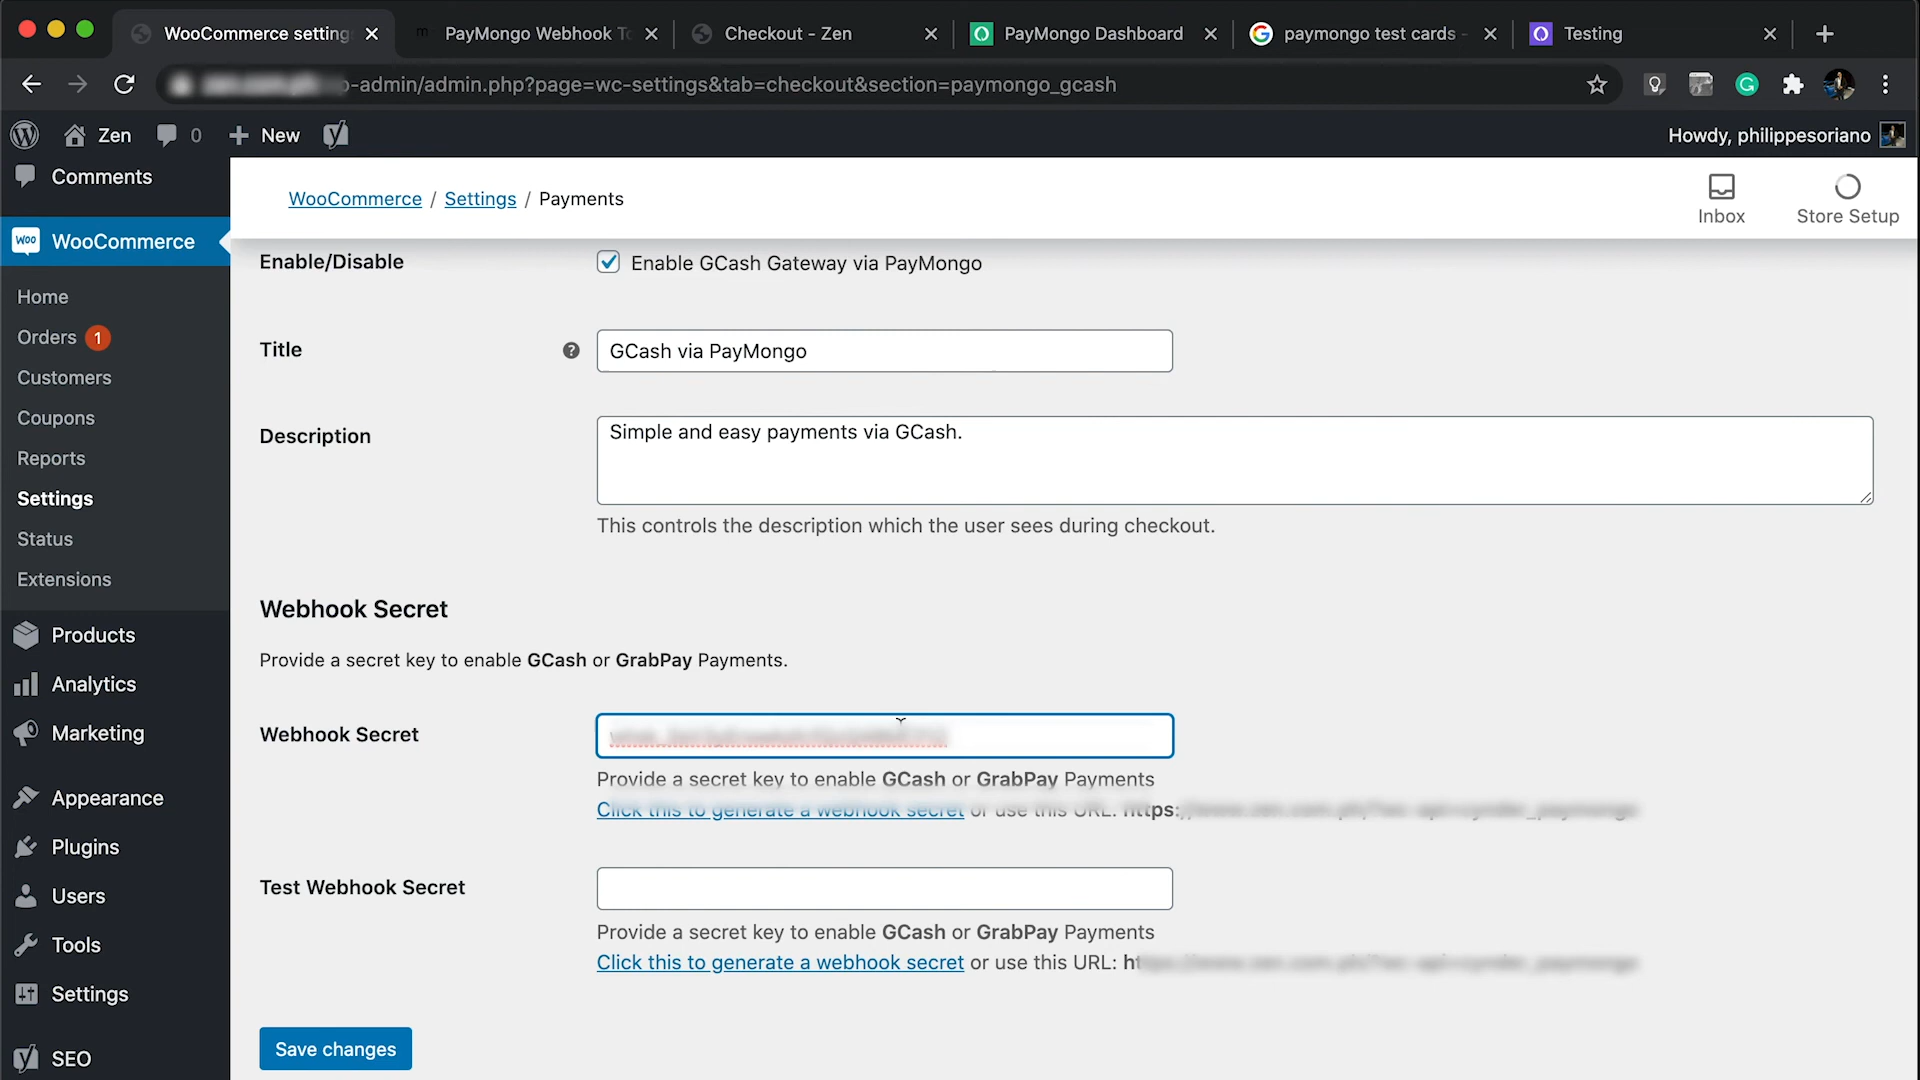 WooCommerce setting
PayMongo Webhook To
Checkout - Zen
PayMongo Dashboard
paymongo test cards -
Testing
-admin/admin.php?page=wc-settings&tab=checkout&section=paymongo_gcash
Zen
0
New
Howdy, philippesoriano
Comments
WooCommerce / Settings / Payments
Inbox
Store Setup
Woo
WooCommerce
Home
Orders 1
Customers
Coupons
Reports
Settings
Status
Extensions
Products
Analytics
Marketing
Appearance
Plugins
Users
Tools
Settings
SEO
Enable/Disable
Enable GCash Gateway via PayMongo
Title
?
GCash via PayMongo
Description
Simple and easy payments via GCash.
This controls the description which the user sees during checkout.
Webhook Secret
Provide a secret key to enable GCash or GrabPay Payments.
Webhook Secret
Provide a secret key to enable GCash or GrabPay Payments
Click this to generate a webhook secret or use this URL: https:
Test Webhook Secret
Provide a secret key to enable GCash or GrabPay Payments
Click this to generate a webhook secret or use this URL:
Save changes